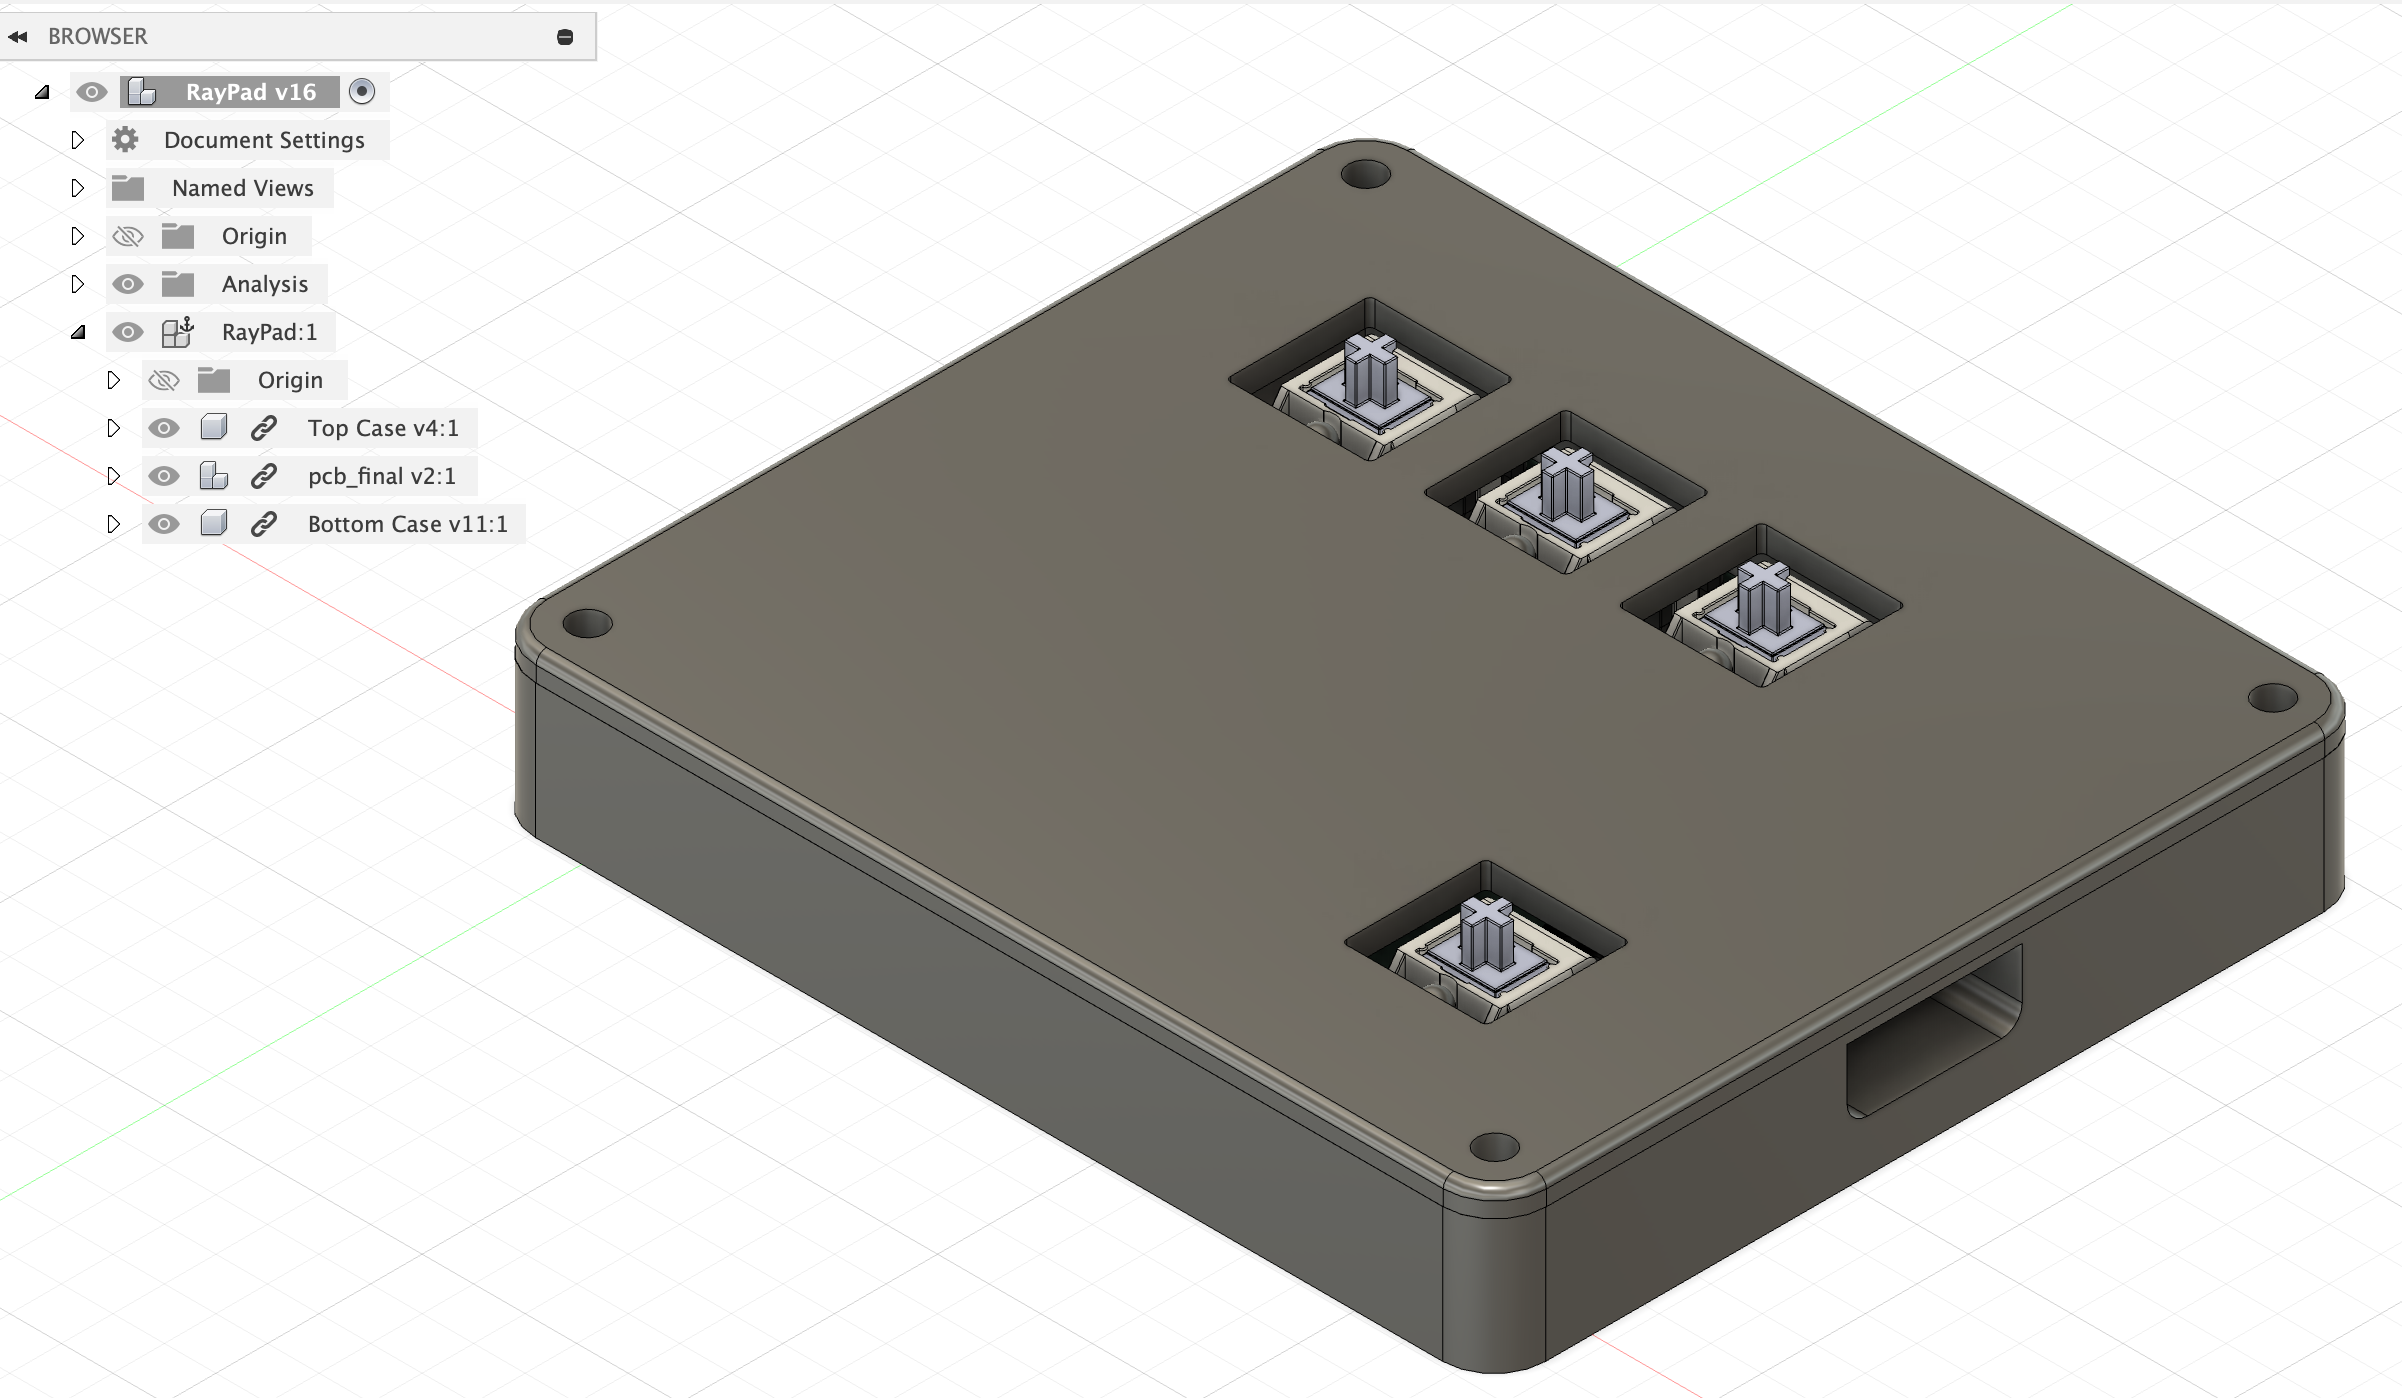 BROWSER
RayPad v16
Document Settings
Named Views
Origin
Analysis
RayPad:1
Origin
Top Case v4:1
pcb_final v2:1
Bottom Case v11:1